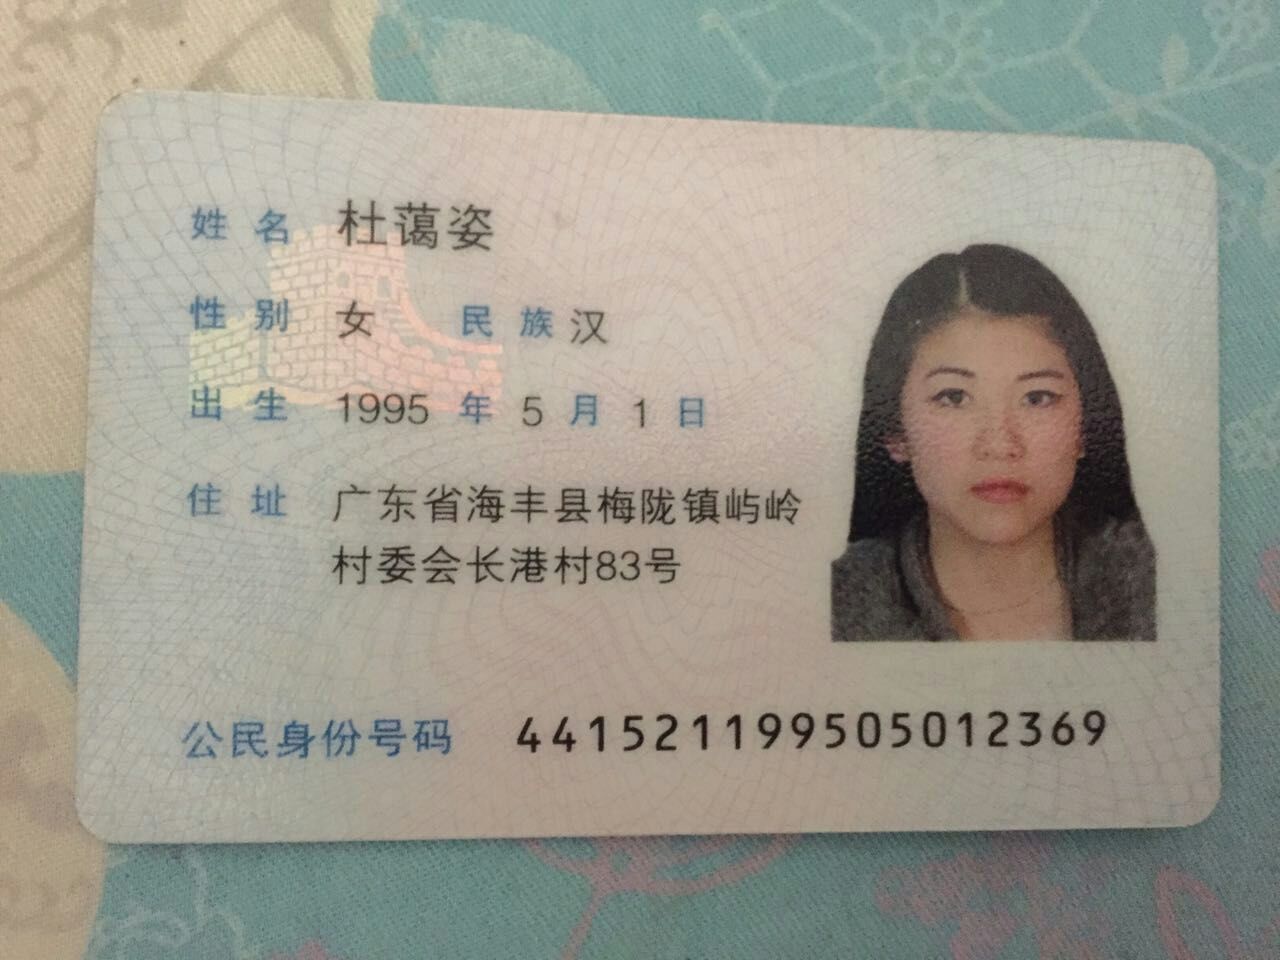 姓名 杜蔼姿
性别 女 民族 汉
出生 1995 年 5 月 1 日
住址 广东省海丰县梅陇镇屿岭
村委会长港村83号
公民身份号码 441521199505012369